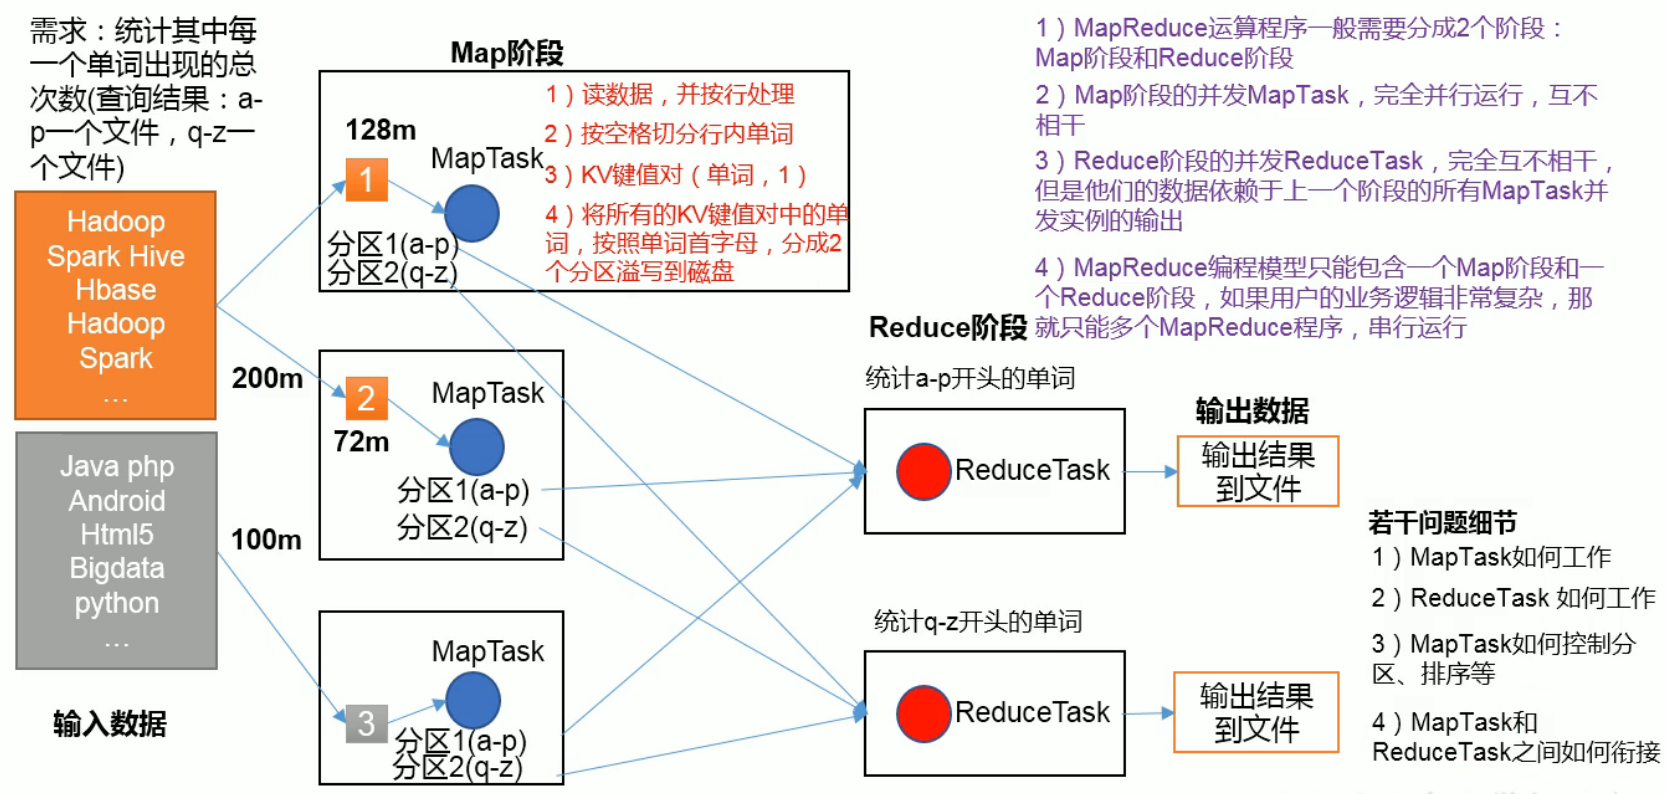 需求：统计其中每
一个单词出现的总
次数(查询结果：a-
p一个文件，q-z一
个文件)
Hadoop
Spark Hive
Hbase
Hadoop
Spark
...
200m
Java php
Android
Html5
Bigdata
python
...
100m
输入数据
Map阶段
128m
1
MapTask
分区1(a-p)
分区2(q-z)
1）读数据，并按行处理
2）按空格切分行内单词
3）KV键值对（单词，1）
4）将所有的KV键值对中的单
词，按照单词首字母，分成2
个分区溢写到磁盘
2
72m
MapTask
分区1(a-p)
分区2(q-z)
3
MapTask
分区1(a-p)
分区2(q-z)
1）MapReduce运算程序一般需要分成2个阶段：
Map阶段和Reduce阶段
2）Map阶段的并发MapTask，完全并行运行，互不
相干
3）Reduce阶段的并发ReduceTask，完全互不相干，
但是他们的数据依赖于上一个阶段的所有MapTask并
发实例的输出
4）MapReduce编程模型只能包含一个Map阶段和一
个Reduce阶段，如果用户的业务逻辑非常复杂，那
就只能多个MapReduce程序，串行运行
Reduce阶段
统计a-p开头的单词
ReduceTask
统计q-z开头的单词
ReduceTask
输出数据
输出结果
到文件
输出结果
到文件
若干问题细节
1）MapTask如何工作
2）ReduceTask 如何工作
3）MapTask如何控制分
区、排序等
4）MapTask和
ReduceTask之间如何衔接